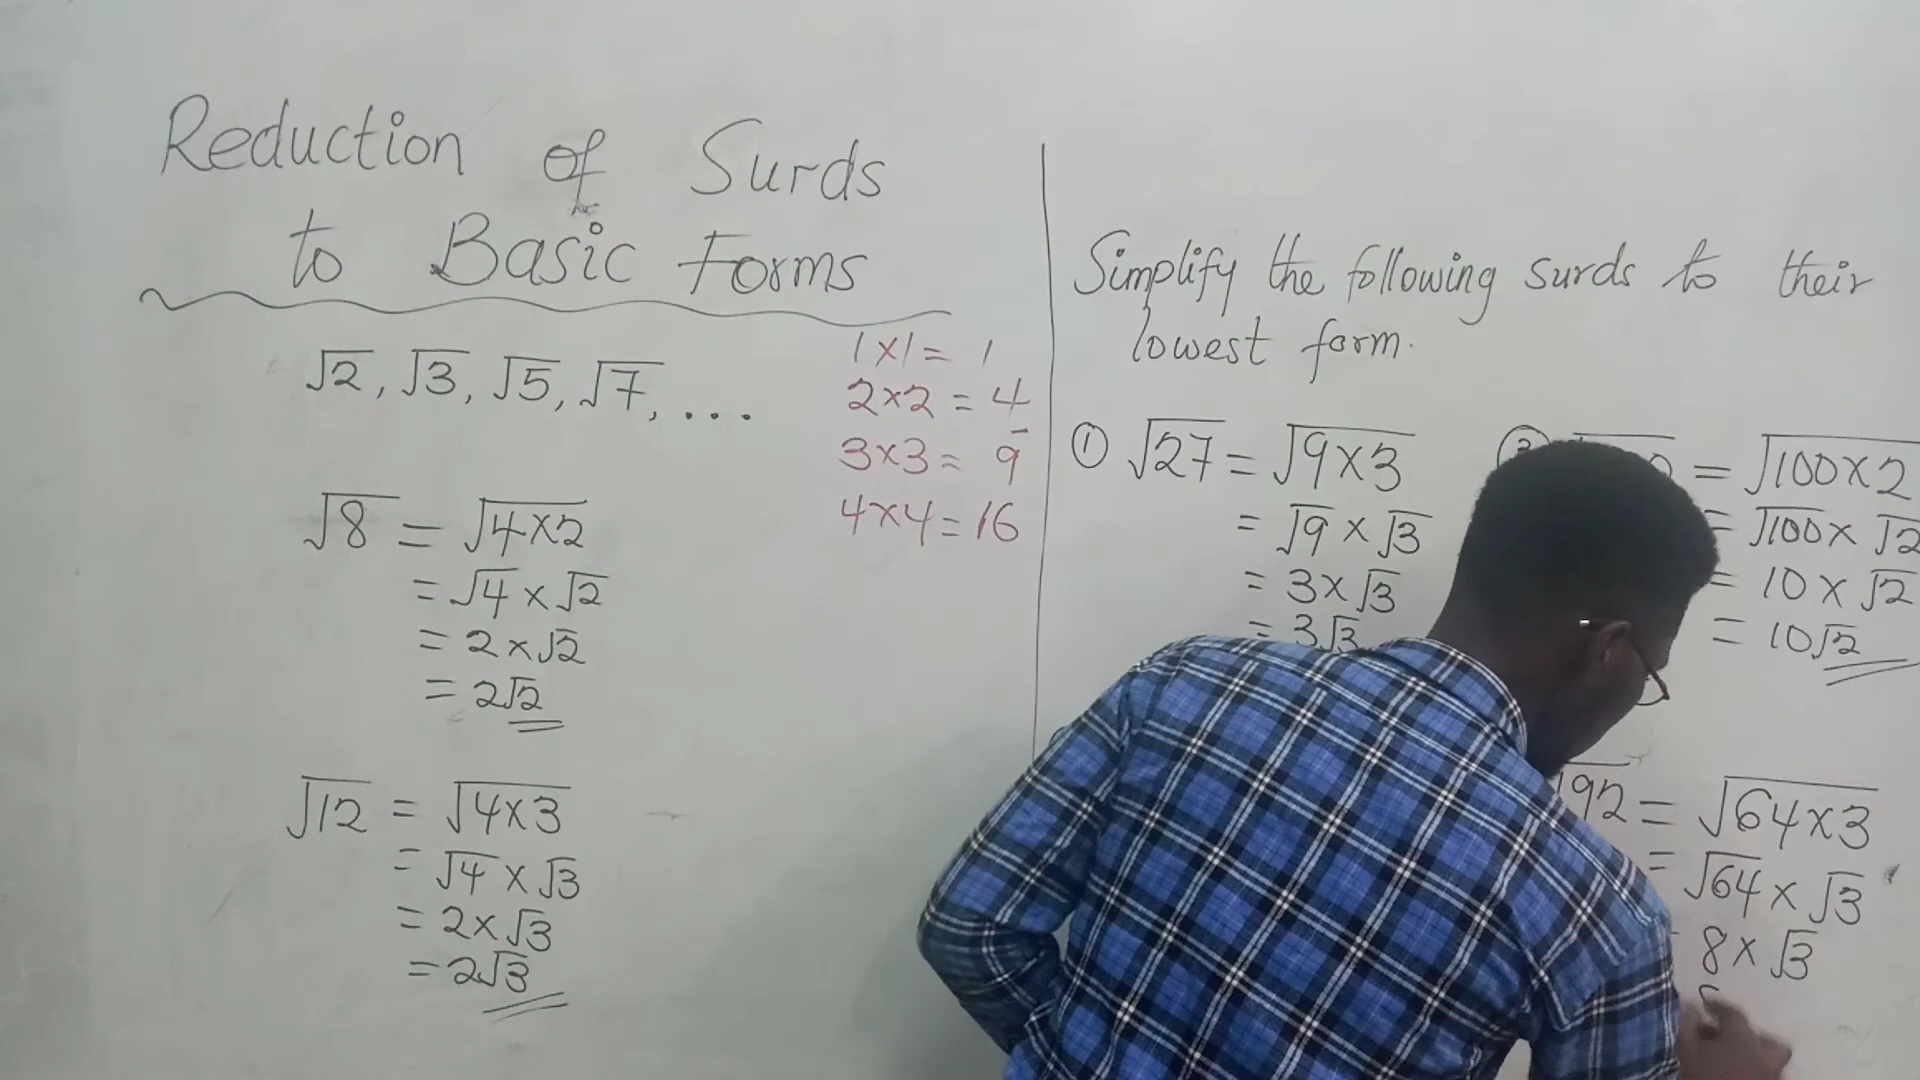 Reduction of Surds
to Basic Forms
√2, √3, √5, √7, ...
1×1 = 1
2×2 = 4
3×3 = 9
4×4 = 16
√8 = √4×2
= √4 × √2
= 2 × √2
= 2√2
√12 = √4×3
= √4 × √3
= 2 × √3
= 2√3
Simplify the following surds to their
lowest form.
① √27 = √9×3
= √9 × √3
= 3 × √3
= 3√3
= √100×2
= √100 × √2
= 10 × √2
= 10√2
92 = √64×3
= √64 × √3
8 × √3